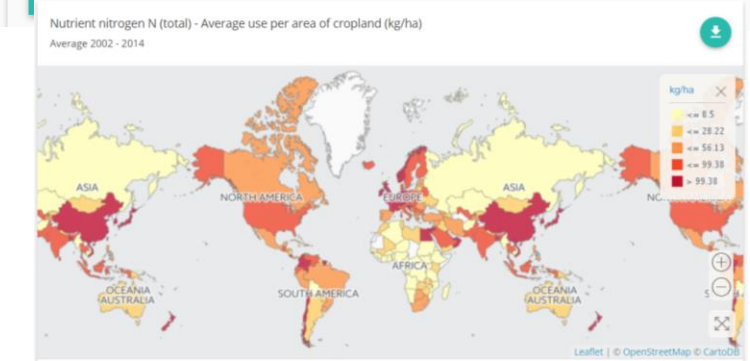 Nutrient nitrogen N (total) - Average use per area of cropland (kg/ha)
Average 2002 - 2014
kg/ha
<= 8.5
<= 28.22
<= 56.13
<= 99.38
> 99.38
ASIA
NORTH AMERICA
EUROPE
ASIA
NO
AFRICA
OCEANIA
AUSTRALIA
SOUTH AMERICA
OCEANIA
AUSTRALIA
S
Leaflet | © OpenStreetMap © CartoDB